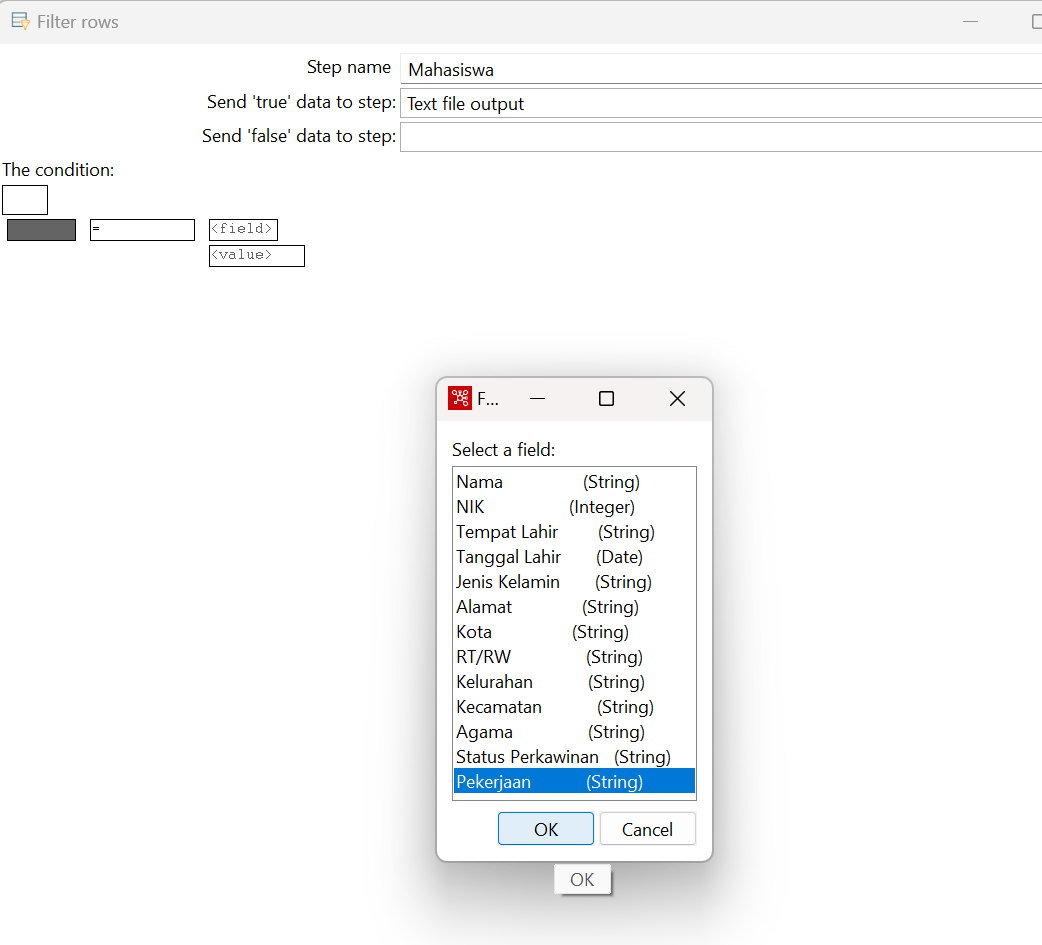 Filter rows
Step name Mahasiswa
Send 'true' data to step: Text file output
Send 'false' data to step:
The condition:
= <field>
<value>
F...
Select a field:
Nama (String)
NIK (Integer)
Tempat Lahir (String)
Tanggal Lahir (Date)
Jenis Kelamin (String)
Alamat (String)
Kota (String)
RT/RW (String)
Kelurahan (String)
Kecamatan (String)
Agama (String)
Status Perkawinan (String)
Pekerjaan (String)
OK Cancel
OK